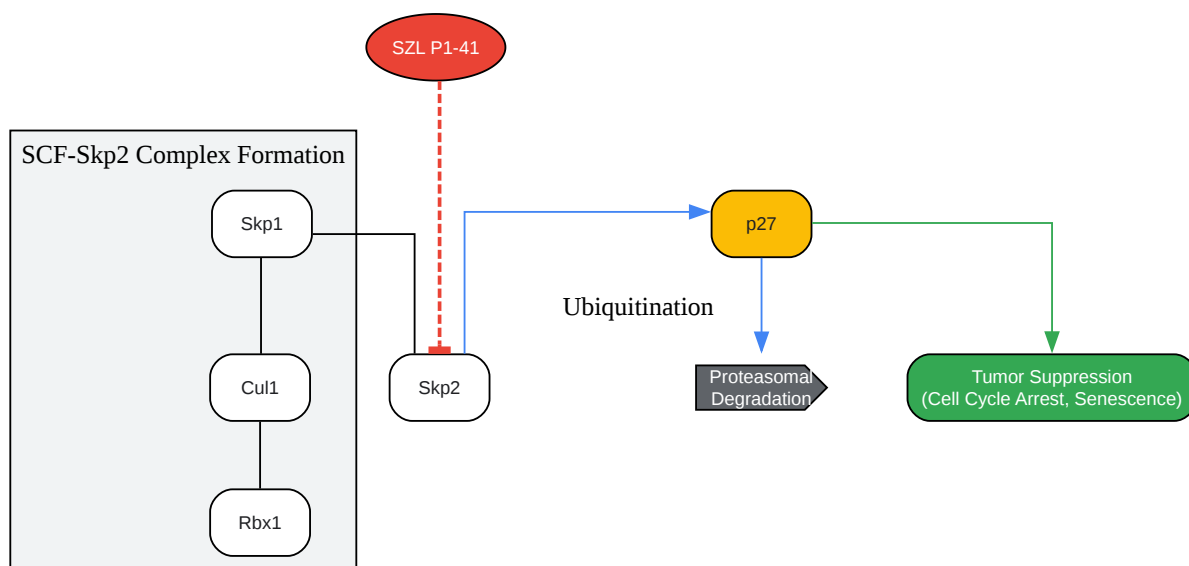 SZL P1-41
SCF-Skp2 Complex Formation
Skp1
p27
Ubiquitination
Cul1
Skp2
Proteasomal
Degradation
Tumor Suppression
(Cell Cycle Arrest, Senescence)
Rbx1